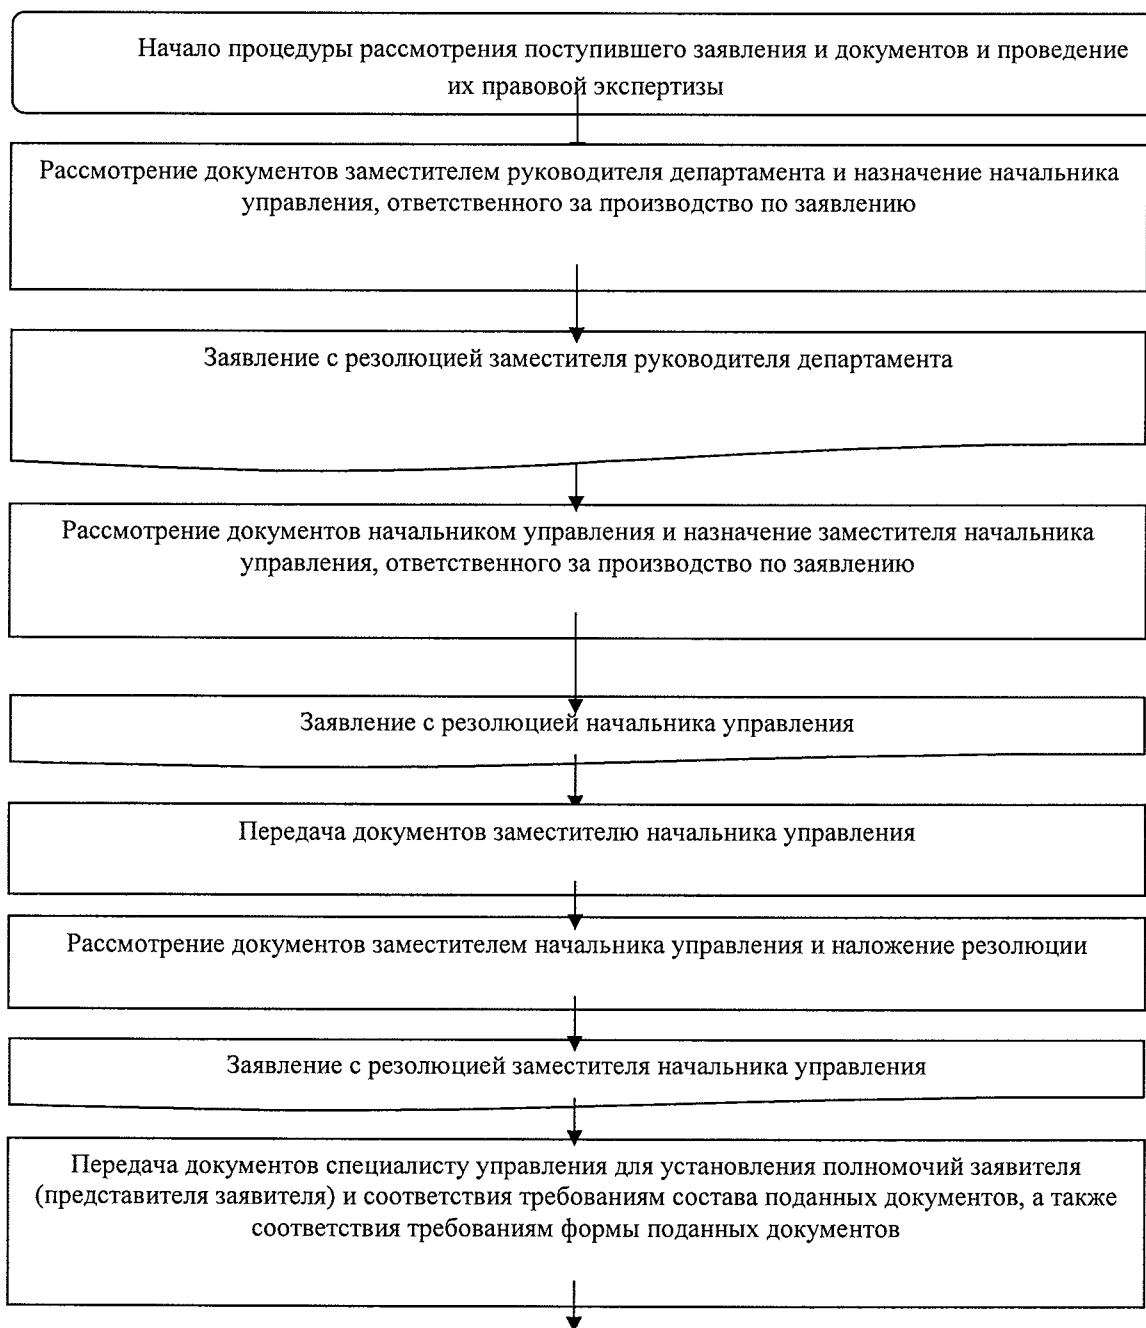 Начало процедуры рассмотрения поступившего заявления и документов и проведение
их правовой экспертизы
Рассмотрение документов заместителем руководителя департамента и назначение начальника
управления, ответственного за производство по заявлению
Заявление с резолюцией заместителя руководителя департамента
Рассмотрение документов начальником управления и назначение заместителя начальника
управления, ответственного за производство по заявлению
Заявление с резолюцией начальника управления
Передача документов заместителю начальника управления
Рассмотрение документов заместителем начальника управления и наложение резолюции
Заявление с резолюцией заместителя начальника управления
Передача документов специалисту управления для установления полномочий заявителя
(представителя заявителя) и соответствия требованиям состава поданных документов, а также
соответствия требованиям формы поданных документов